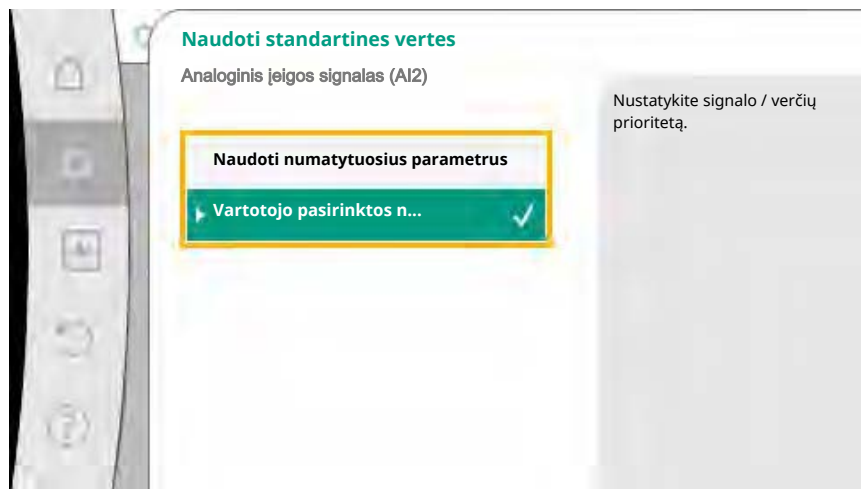 Naudoti standartines vertes
Analoginis įeigos signalas (AI2)
Nustatykite signalo / verčių
prioritetą.
Naudoti numatytuosius parametrus
Vartotojo pasirinktos n...